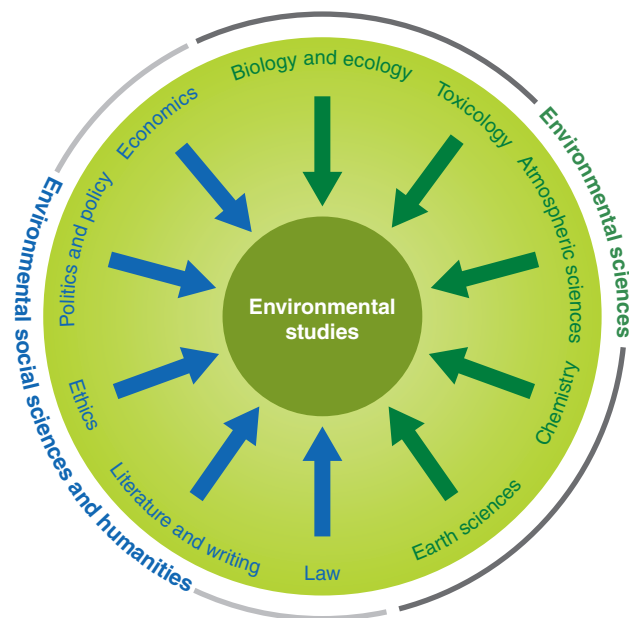 Biology and ecology
Toxicology
Atmospheric sciences
Chemistry
Earth sciences
Law
Literature and writing
Ethics
Politics and policy
Economics
Environmental sciences
Environmental social sciences and humanities
Environmental
studies